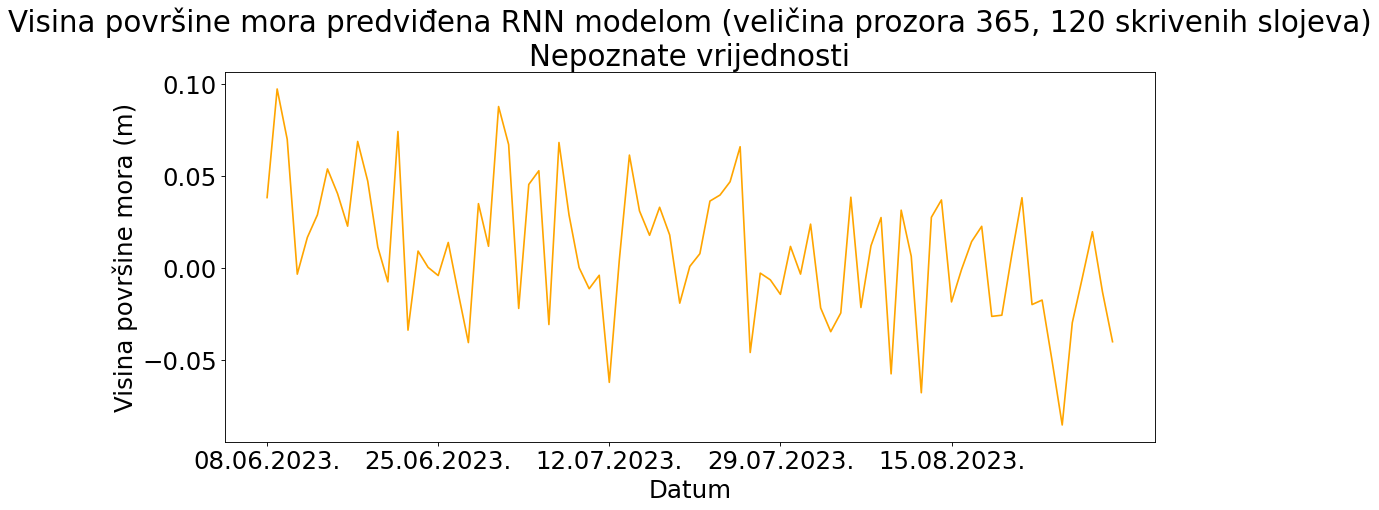 Visina površine mora predviđena RNN modelom (veličina prozora 365, 120 skrivenih slojeva)
Nepoznate vrijednosti
Visina površine mora (m)
0.10
0.05
0.00
−0.05
08.06.2023. 25.06.2023. 12.07.2023. 29.07.2023. 15.08.2023.
Datum